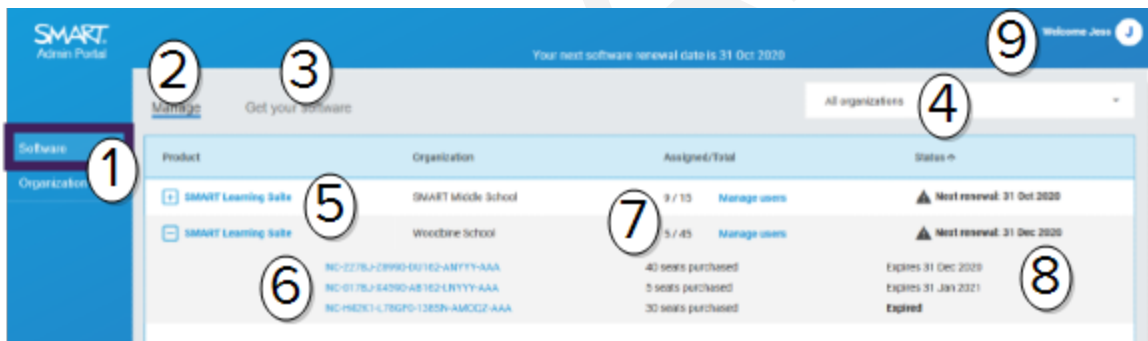 SMART
Admin Portal
Your next software renewal date is 31 Oct 2020
Welcome Jess J
9
2
3
Manage
Get your software
All organizations
4
Software
1
Organization
Product Organization Assigned/Total Status
SMART Learning Suite 5 SMART Middle School 9 / 15 Manage users Next renewal: 31 Oct 2020
7
SMART Learning Suite Woodbine School 5 / 45 Manage users Next renewal: 31 Dec 2020
6
40 seats purchased Expires 31 Dec 2020
8
5 seats purchased Expires 31 Jan 2021
30 seats purchased Expired